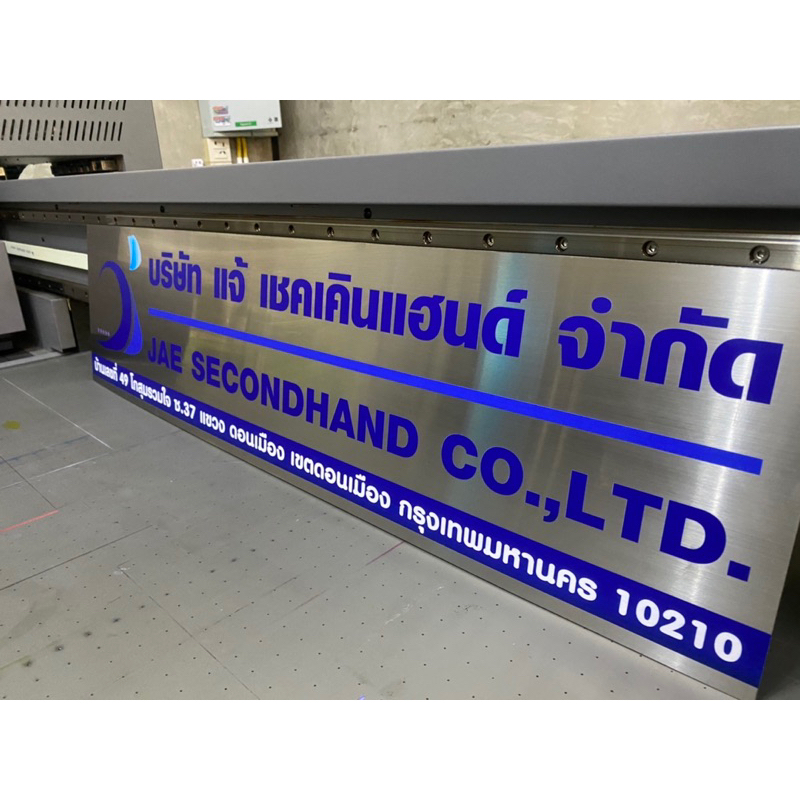 บริษัท แจ้ เซคเคินแฮนด์ จำกัด
JAE SECONDHAND CO.,LTD.
บ้านเลขที่ 49 โกสุมรวมใจ ซ.37 แขวง ดอนเมือง เขตดอนเมือง กรุงเทพมหานคร 10210